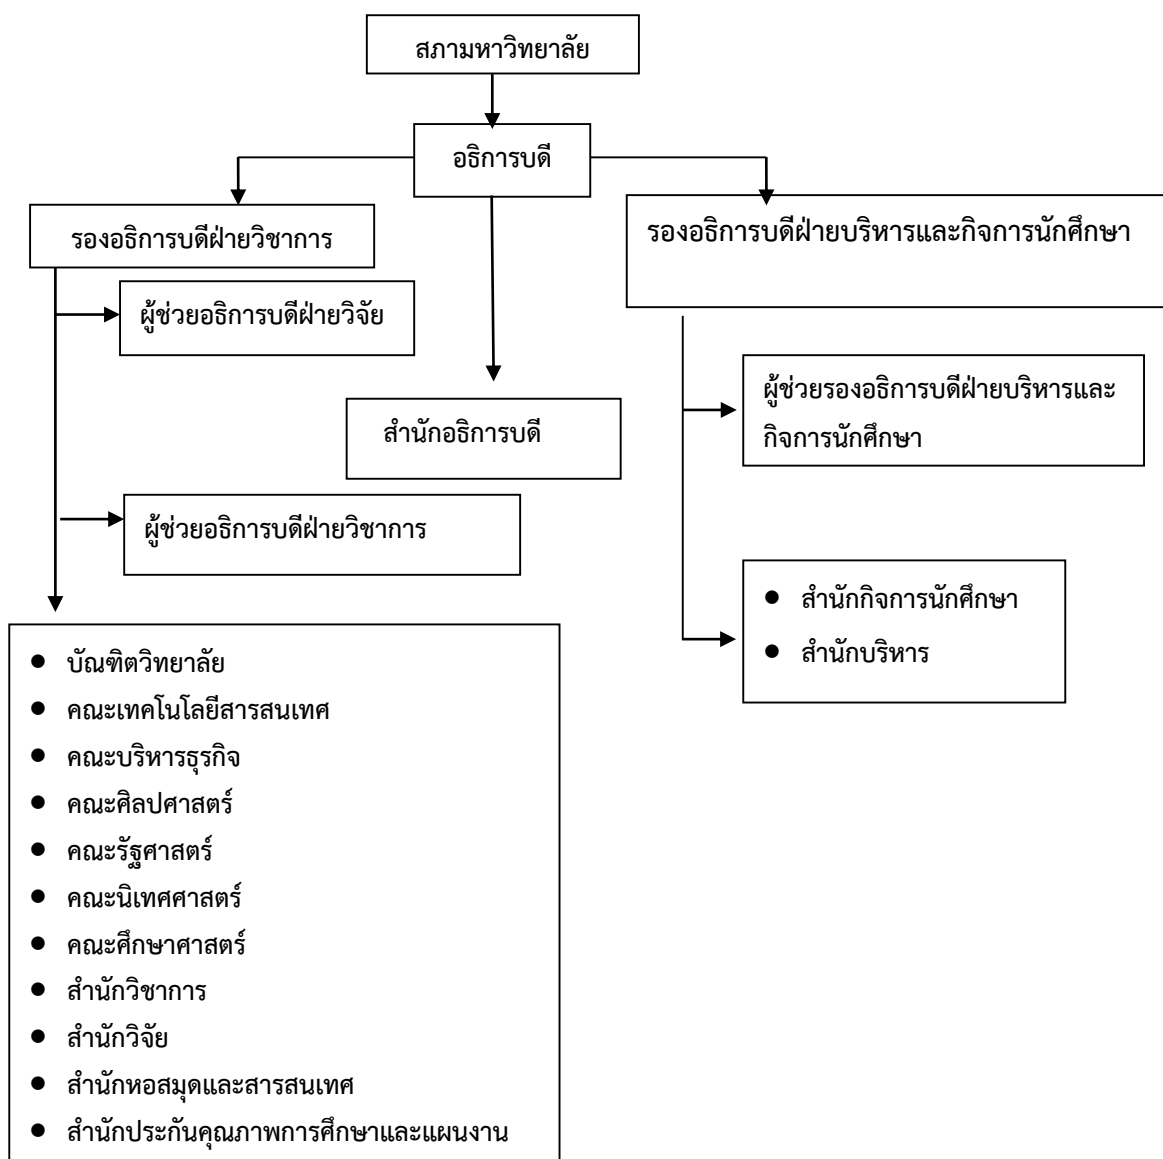 สภามหาวิทยาลัย
อธิการบดี
รองอธิการบดีฝ่ายวิชาการ
รองอธิการบดีฝ่ายบริหารและกิจการนักศึกษา
ผู้ช่วยอธิการบดีฝ่ายวิจัย
สำนักอธิการบดี
ผู้ช่วยรองอธิการบดีฝ่ายบริหารและ
กิจการนักศึกษา
ผู้ช่วยอธิการบดีฝ่ายวิชาการ
● สำนักกิจการนักศึกษา
● สำนักบริหาร
● บัณฑิตวิทยาลัย
● คณะเทคโนโลยีสารสนเทศ
● คณะบริหารธุรกิจ
● คณะศิลปศาสตร์
● คณะรัฐศาสตร์
● คณะนิเทศศาสตร์
● คณะศึกษาศาสตร์
● สำนักวิชาการ
● สำนักวิจัย
● สำนักหอสมุดและสารสนเทศ
● สำนักประกันคุณภาพการศึกษาและแผนงาน